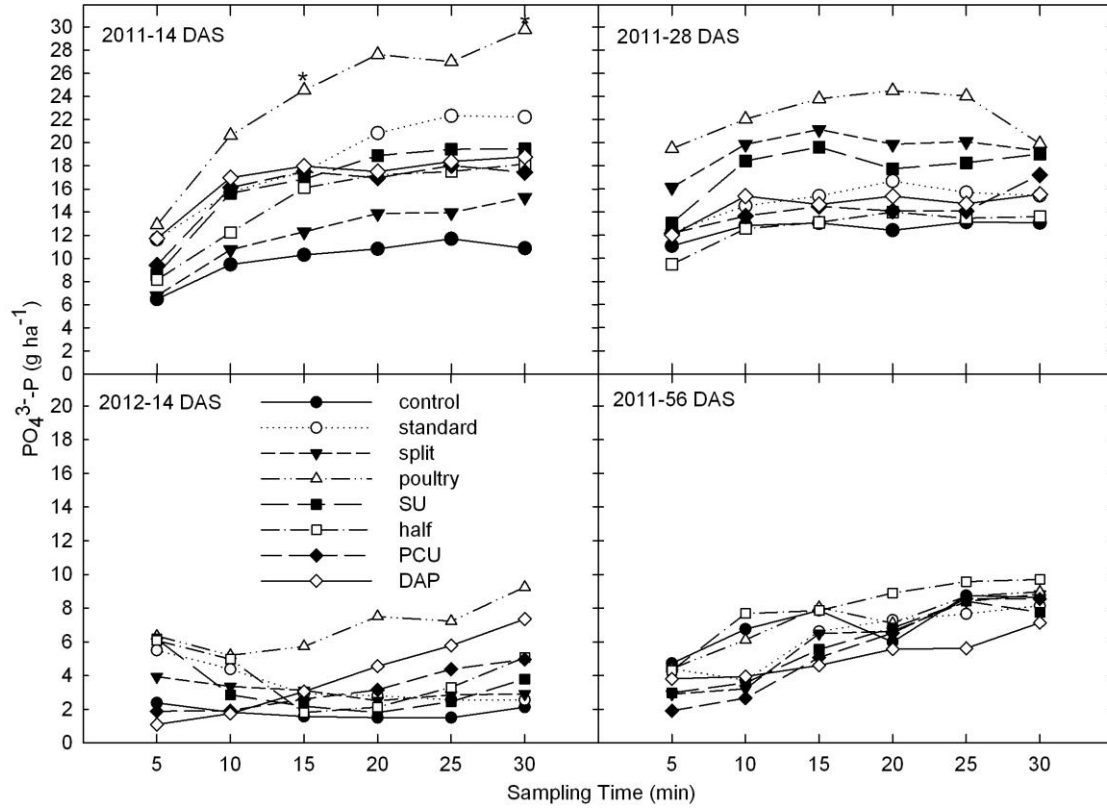 2011-14 DAS
*
*
30
28
26
24
22
20
18
16
14
12
10
8
6
4
2
0
2011-28 DAS
PO₄³⁻-P (g ha⁻¹)
2012-14 DAS
20
18
16
14
12
10
8
6
4
2
0
control
standard
split
poultry
SU
half
PCU
DAP
2011-56 DAS
5 10 15 20 25 30 5 10 15 20 25 30
Sampling Time (min)